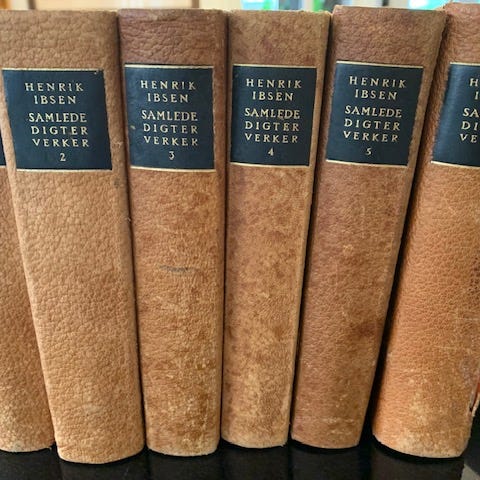 HENRIK
IBSEN
SAMLEDE
DIGTER
VERKER
2
HENRIK
IBSEN
SAMLEDE
DIGTER
VERKER
3
HENRIK
IBSEN
SAMLEDE
DIGTER
VERKER
4
HENRIK
IBSEN
SAMLEDE
DIGTER
VERKER
5